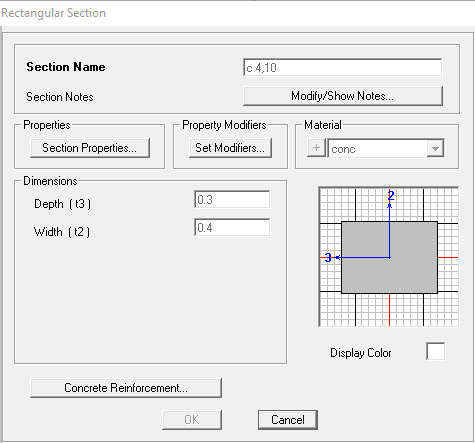 Rectangular Section
Section Name
c 4,10
Section Notes
Modify/Show Notes...
Properties
Section Properties...
Property Modifiers
Set Modifiers...
Material
+
conc
Dimensions
Depth ( t3 )
0.3
Width ( t2 )
0.4
2
3
Display Color
Concrete Reinforcement...
OK
Cancel